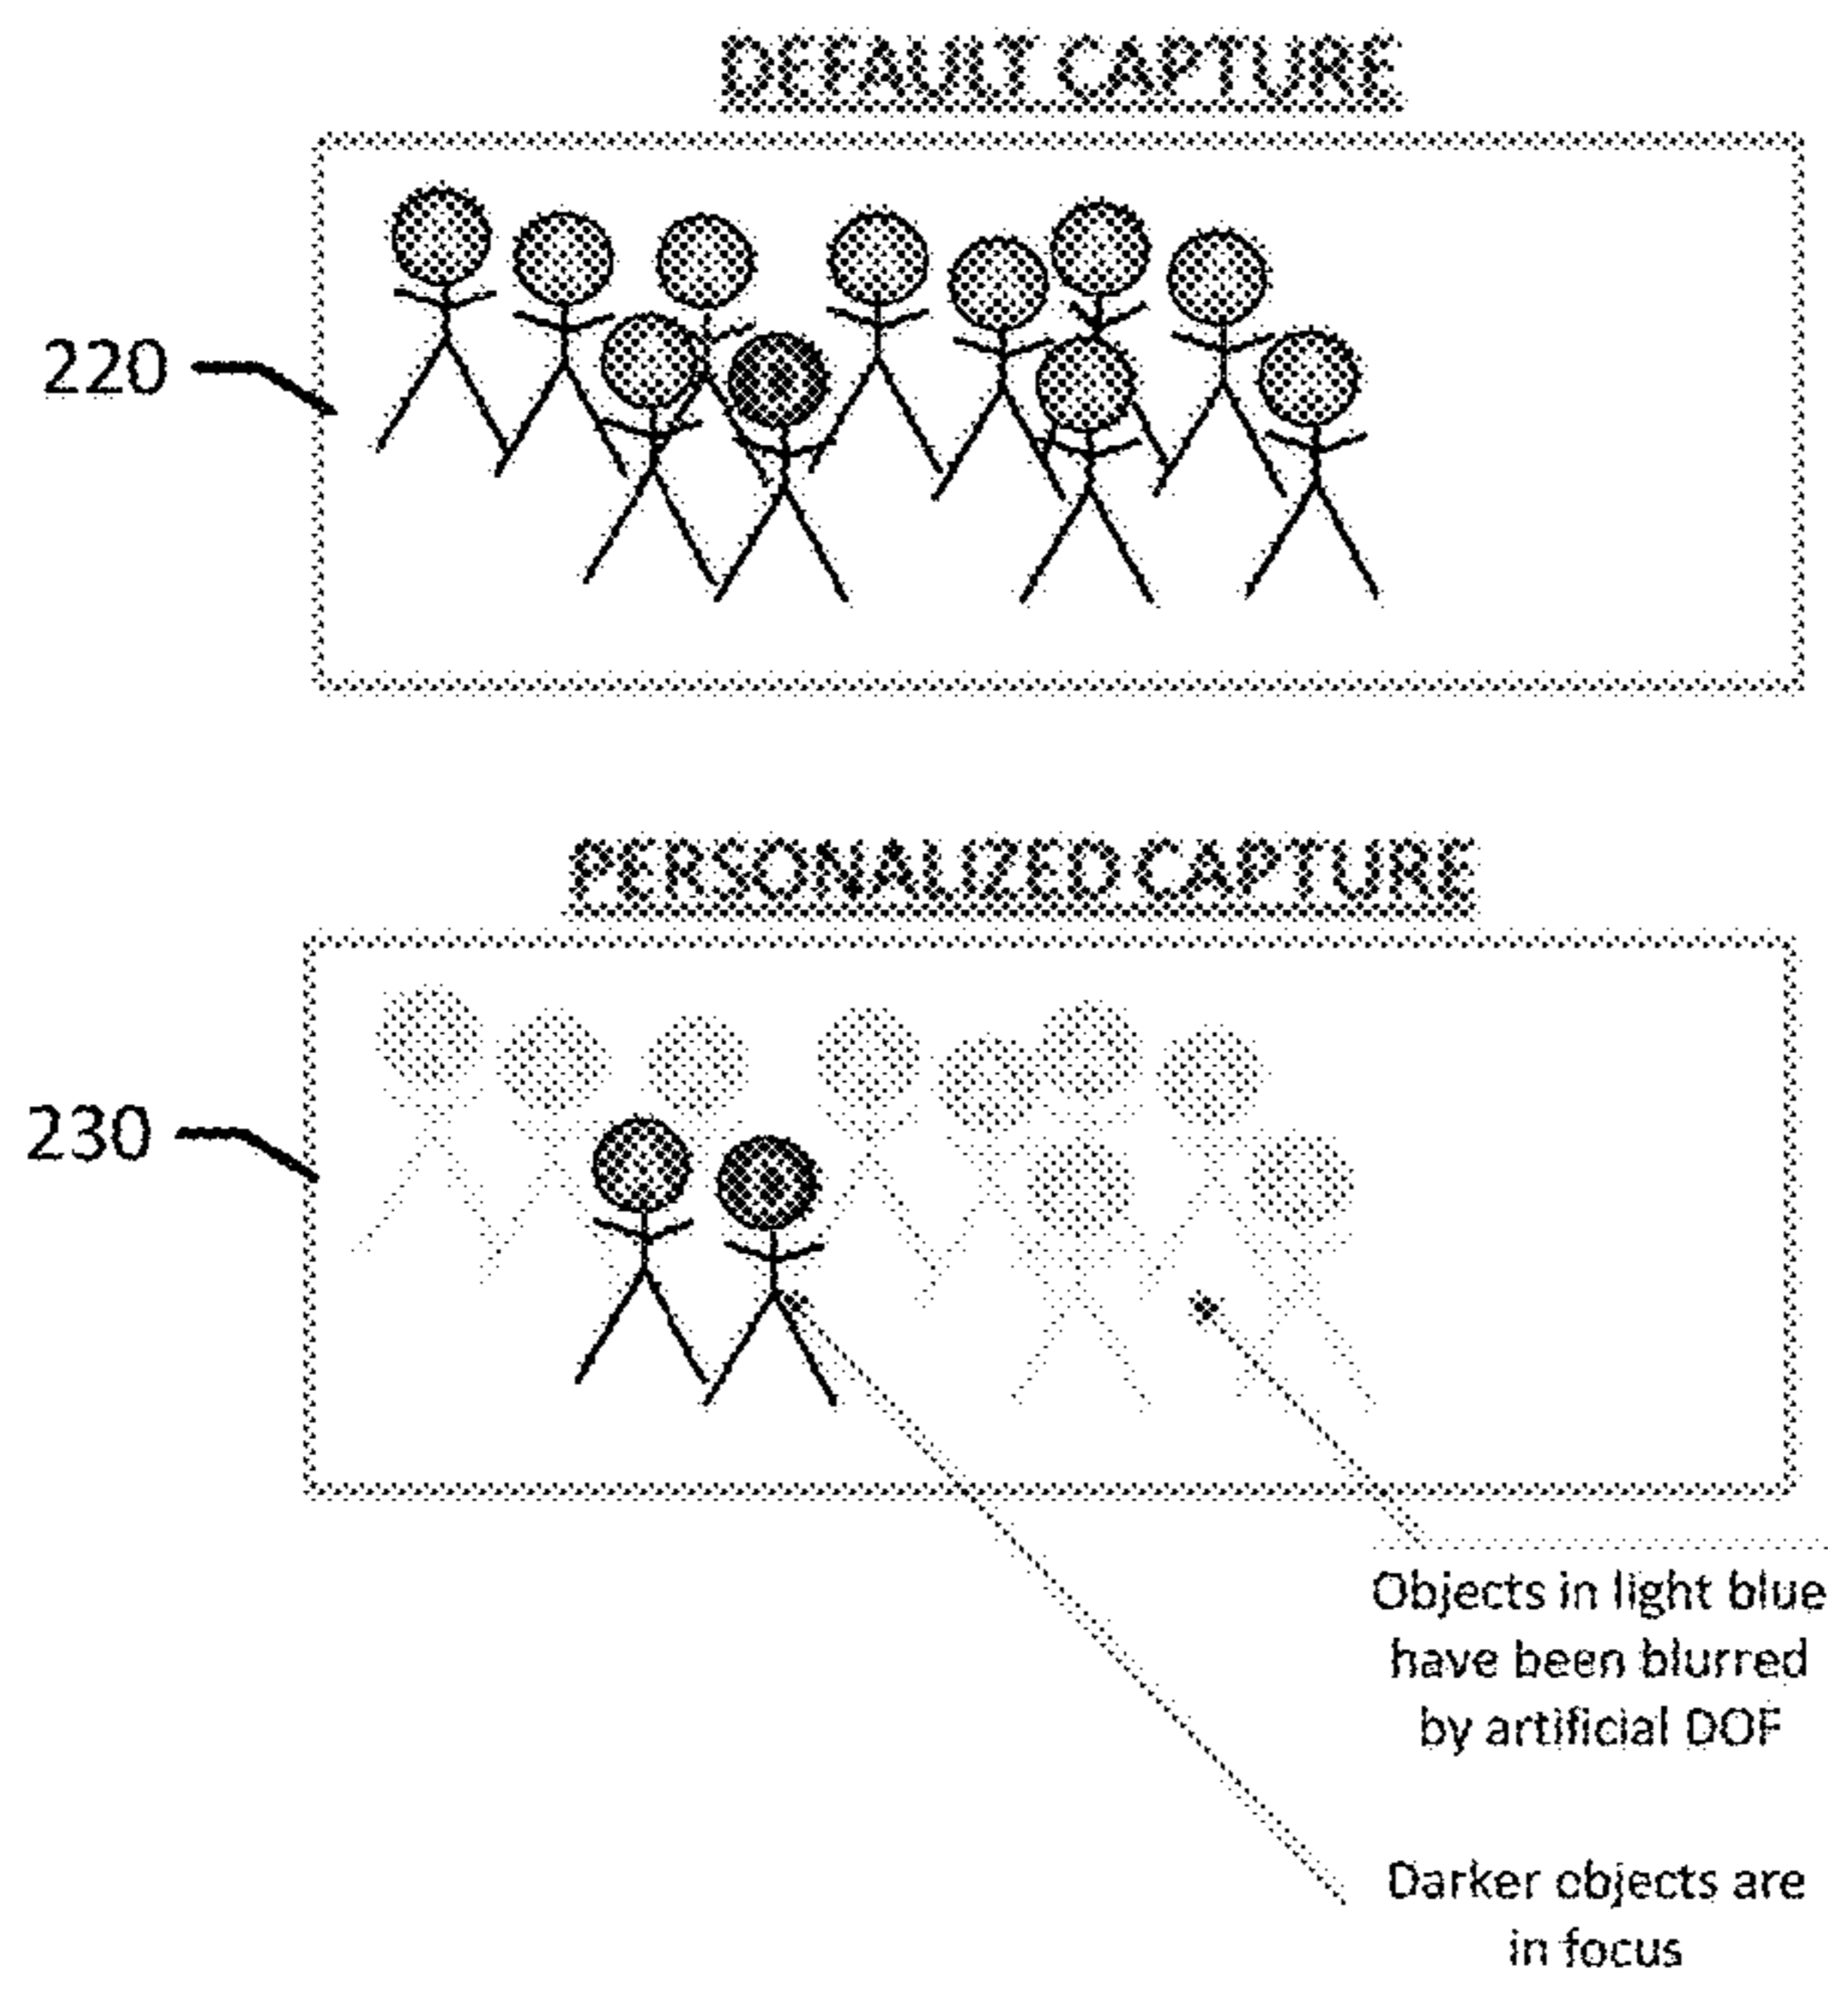 DEFAULT CAPTURE
220
PERSONALIZED CAPTURE
230
Objects in light blue
have been blurred
by artificial DOF
Darker objects are
in focus